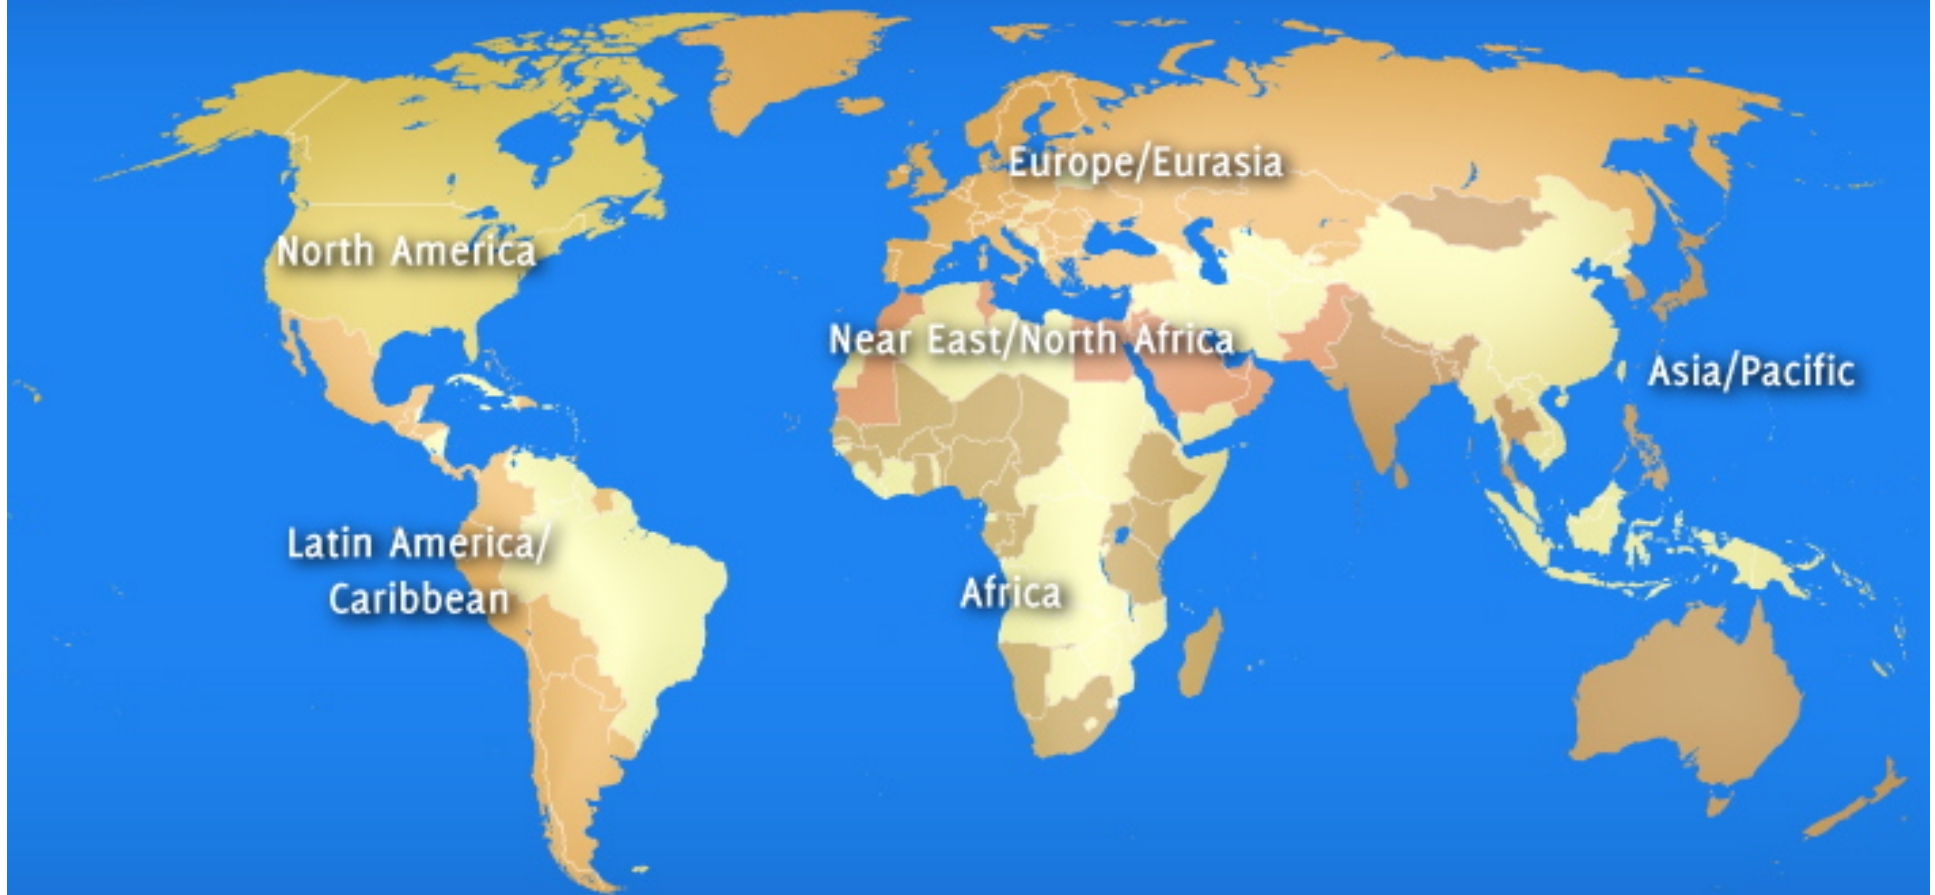 Europe/Eurasia
North America
Near East/North Africa
Asia/Pacific
Latin America/
Caribbean
Africa